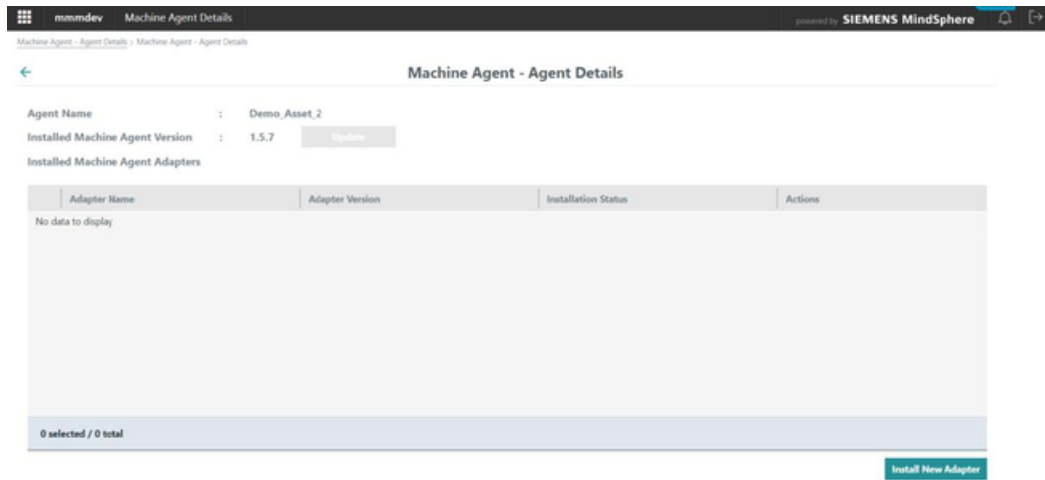 mmmdev Machine Agent Details powered by SIEMENS MindSphere
Machine Agent - Agent Details > Machine Agent - Agent Details
Machine Agent - Agent Details
Agent Name : Demo_Asset_2
Installed Machine Agent Version : 1.5.7 Update
Installed Machine Agent Adapters
Adapter Name Adapter Version Installation Status Actions
No data to display
0 selected / 0 total
Install New Adapter